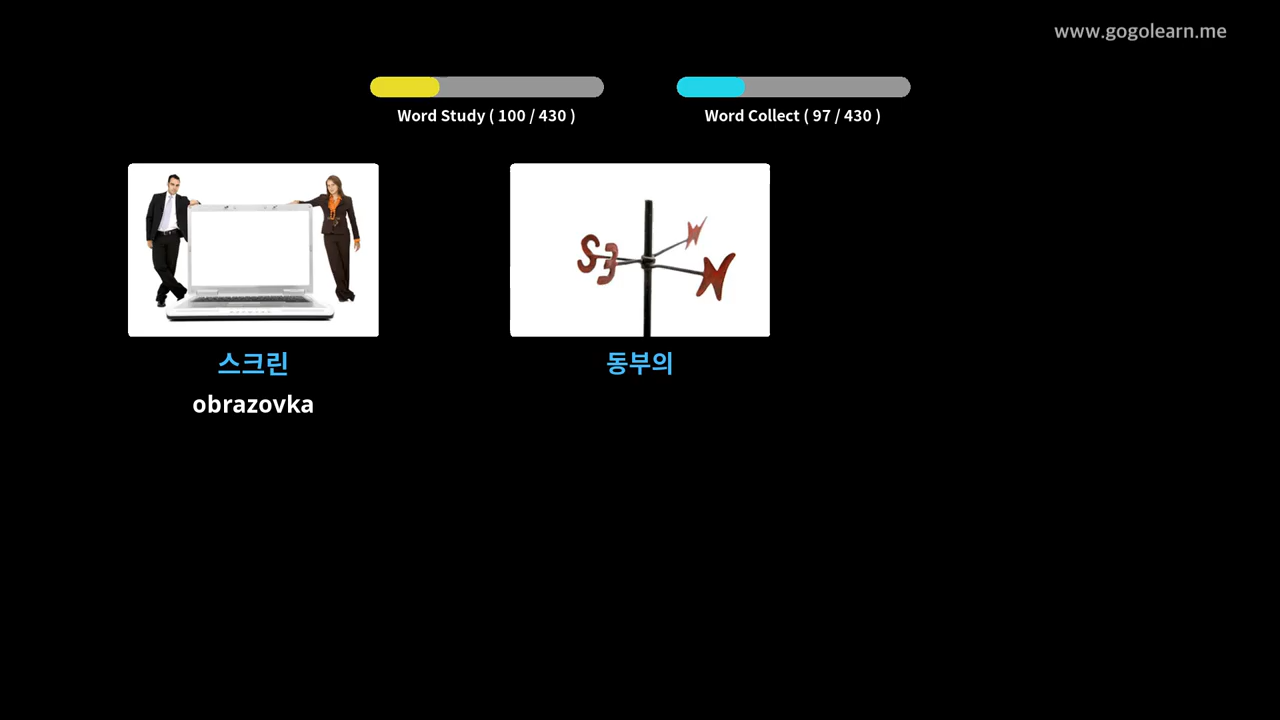 www.gogolearn.me
Word Study ( 100 / 430 )
Word Collect ( 97 / 430 )
S E N W
스크린
동부의
obrazovka